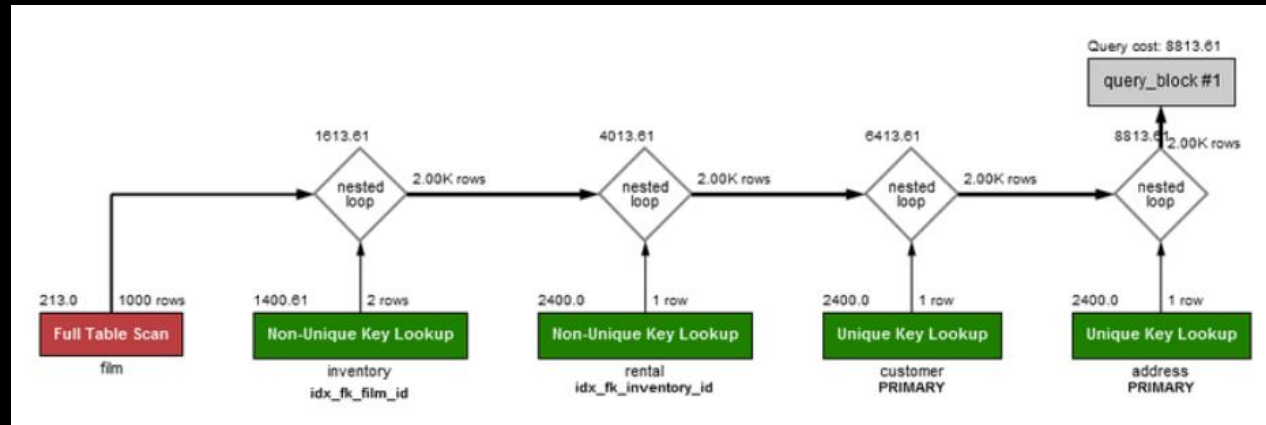 Query cost: 8813.61
query_block #1
1613.61
4013.61
6413.61
8813.61
2.00K rows
nested
loop
2.00K rows
nested
loop
2.00K rows
nested
loop
2.00K rows
nested
loop
213.0
1000 rows
1400.61
2 rows
2400.0
1 row
2400.0
1 row
2400.0
1 row
Full Table Scan
Non-Unique Key Lookup
Non-Unique Key Lookup
Unique Key Lookup
Unique Key Lookup
film
inventory
rental
customer
address
idx_fk_film_id
idx_fk_inventory_id
PRIMARY
PRIMARY